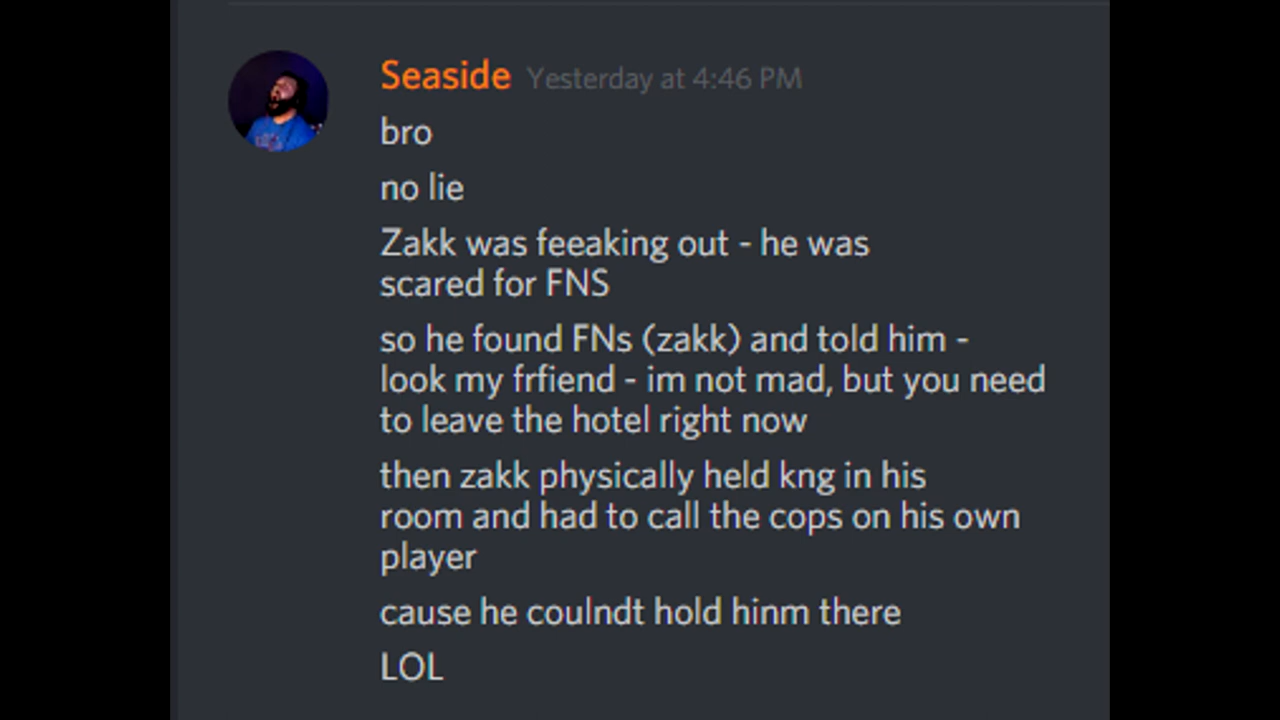 Seaside Yesterday at 4:46 PM
bro
no lie
Zakk was feeaking out - he was
scared for FNS
so he found FNs (zakk) and told him -
look my frfiend - im not mad, but you need
to leave the hotel right now
then zakk physically held kng in his
room and had to call the cops on his own
player
cause he coulndt hold hinm there
LOL